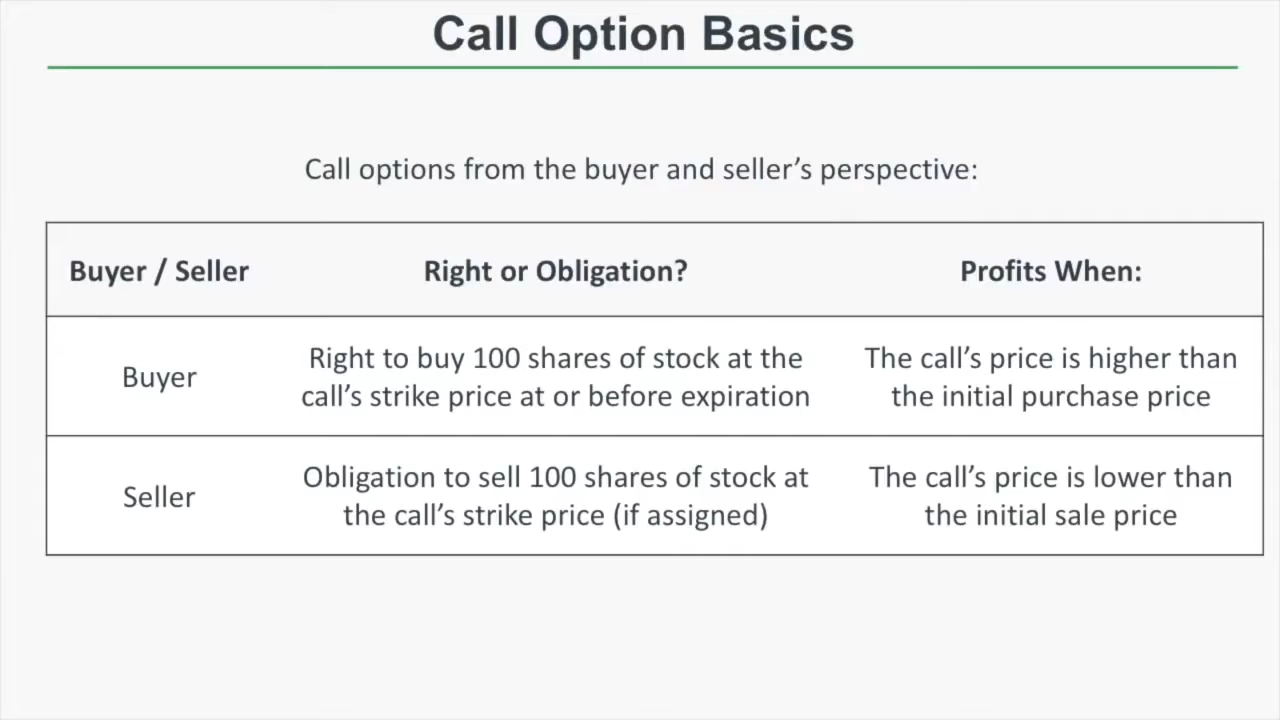 Call Option Basics
Call options from the buyer and seller’s perspective:
Buyer / Seller
Right or Obligation?
Profits When:
Buyer
Right to buy 100 shares of stock at the
call’s strike price at or before expiration
The call’s price is higher than
the initial purchase price
Seller
Obligation to sell 100 shares of stock at
the call’s strike price (if assigned)
The call’s price is lower than
the initial sale price